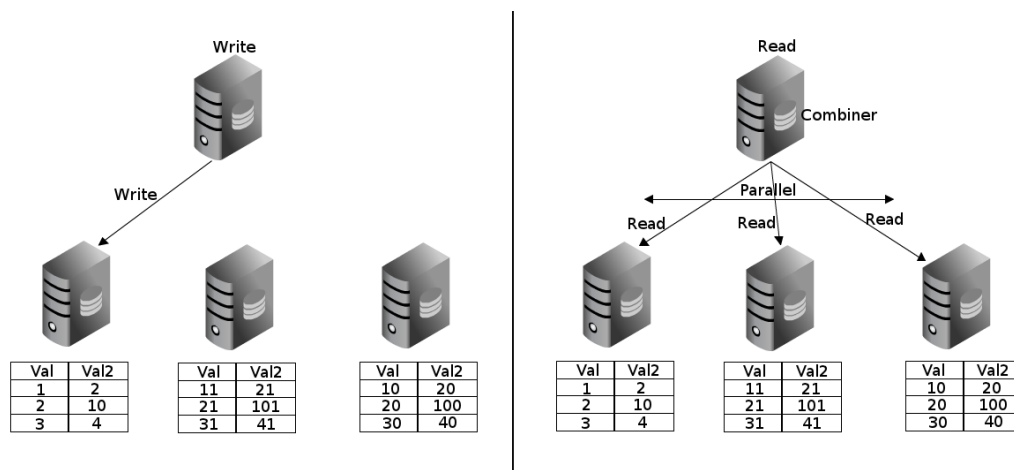 Write
Write
Val Val2
1 2
2 10
3 4
Val Val2
11 21
21 101
31 41
Val Val2
10 20
20 100
30 40
Read
Combiner
Parallel
Read
Read
Read
Val Val2
1 2
2 10
3 4
Val Val2
11 21
21 101
31 41
Val Val2
10 20
20 100
30 40